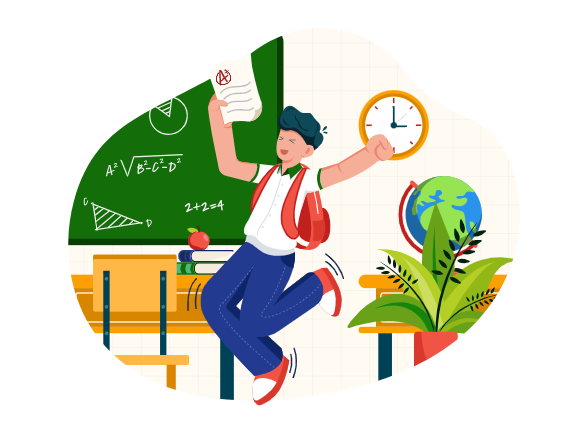 A
A² √B²-C²-D²
2+2=4
C
D